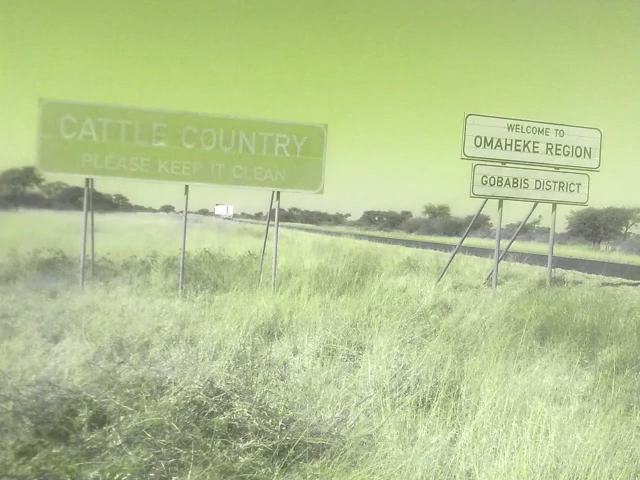 CATTLE COUNTRY
PLEASE KEEP IT CLEAN
WELCOME TO
OMAHEKE REGION
GOBABIS DISTRICT